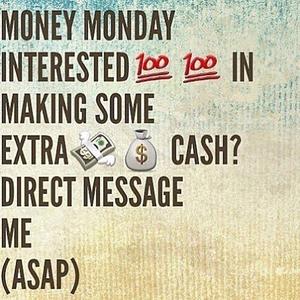 MONEY MONDAY
INTERESTED💯 💯 IN
MAKING SOME
EXTRA💸 💰 CASH?
DIRECT MESSAGE
ME
(ASAP)